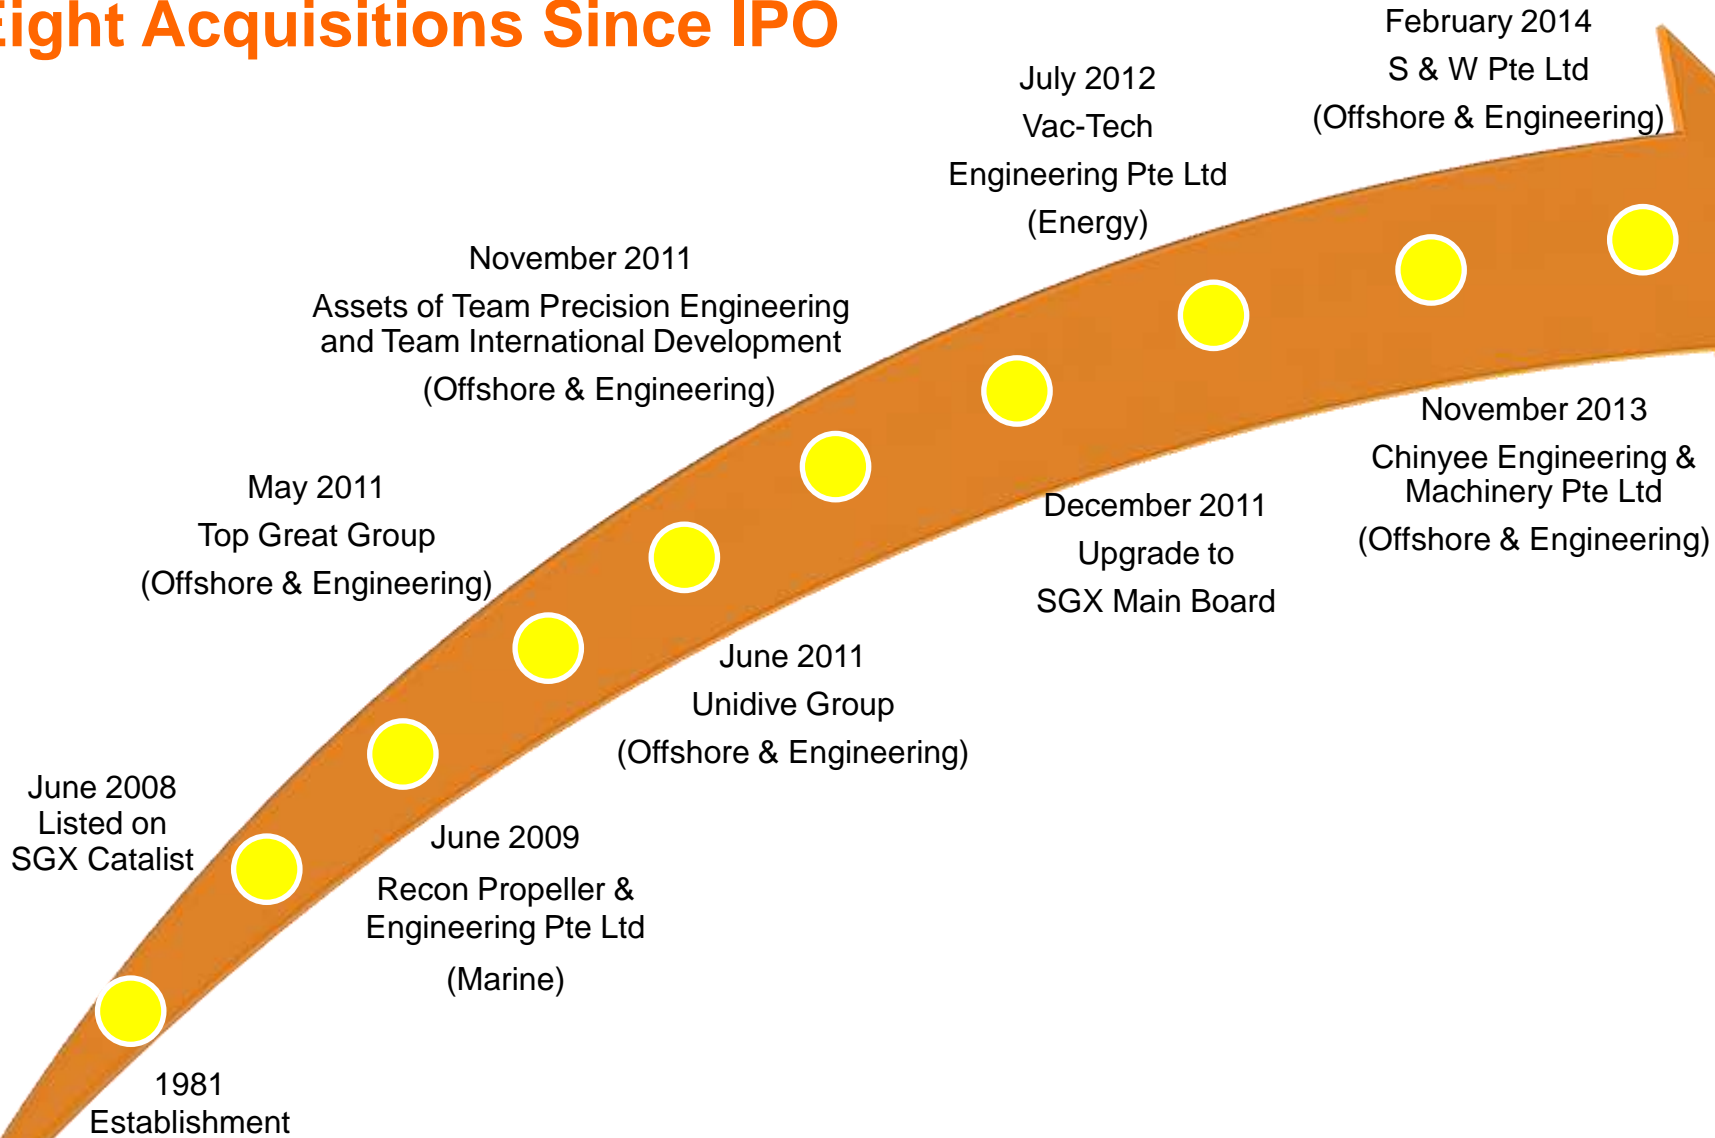 Eight Acquisitions Since IPO
February 2014
S & W Pte Ltd
(Offshore & Engineering)
July 2012
Vac-Tech
Engineering Pte Ltd
(Energy)
November 2011
Assets of Team Precision Engineering
and Team International Development
(Offshore & Engineering)
November 2013
Chinyee Engineering &
Machinery Pte Ltd
(Offshore & Engineering)
May 2011
Top Great Group
(Offshore & Engineering)
December 2011
Upgrade to
SGX Main Board
June 2011
Unidive Group
(Offshore & Engineering)
June 2008
Listed on
SGX Catalist
June 2009
Recon Propeller &
Engineering Pte Ltd
(Marine)
1981
Establishment